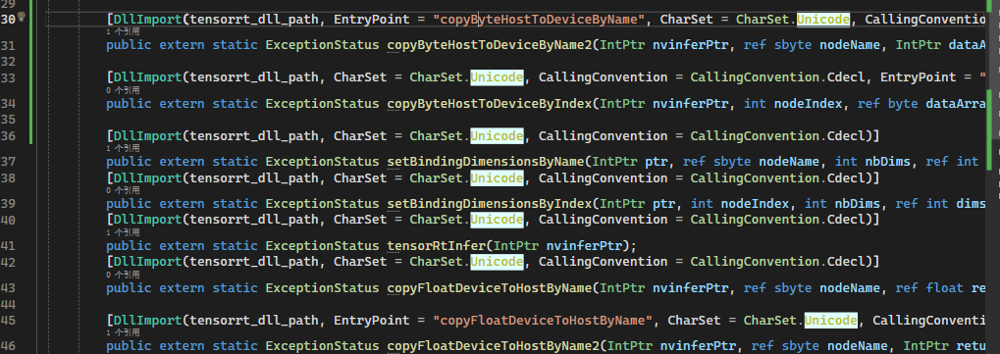 29
30 [DllImport(tensorrt_dll_path, EntryPoint = "copyByteHostToDeviceByName", CharSet = CharSet.Unicode, CallingConventio
1 个引用
31 public extern static ExceptionStatus copyByteHostToDeviceByName2(IntPtr nvinferPtr, ref sbyte nodeName, IntPtr dataA
32
33 [DllImport(tensorrt_dll_path, CharSet = CharSet.Unicode, CallingConvention = CallingConvention.Cdecl, EntryPoint = "
0 个引用
34 public extern static ExceptionStatus copyByteHostToDeviceByIndex(IntPtr nvinferPtr, int nodeIndex, ref byte dataArra
35
36 [DllImport(tensorrt_dll_path, CharSet = CharSet.Unicode, CallingConvention = CallingConvention.Cdecl)]
1 个引用
37 public extern static ExceptionStatus setBindingDimensionsByName(IntPtr ptr, ref sbyte nodeName, int nbDims, ref int
38 [DllImport(tensorrt_dll_path, CharSet = CharSet.Unicode, CallingConvention = CallingConvention.Cdecl)]
0 个引用
39 public extern static ExceptionStatus setBindingDimensionsByIndex(IntPtr ptr, int nodeIndex, int nbDims, ref int dims
40 [DllImport(tensorrt_dll_path, CharSet = CharSet.Unicode, CallingConvention = CallingConvention.Cdecl)]
1 个引用
41 public extern static ExceptionStatus tensorRtInfer(IntPtr nvinferPtr);
42 [DllImport(tensorrt_dll_path, CharSet = CharSet.Unicode, CallingConvention = CallingConvention.Cdecl)]
0 个引用
43 public extern static ExceptionStatus copyFloatDeviceToHostByName(IntPtr nvinferPtr, ref sbyte nodeName, ref float re
44
45 [DllImport(tensorrt_dll_path, EntryPoint = "copyFloatDeviceToHostByName", CharSet = CharSet.Unicode, CallingConventi
1 个引用
46 public extern static ExceptionStatus copyFloatDeviceToHostByName2(IntPtr nvinferPtr, ref sbyte nodeName, IntPtr retu